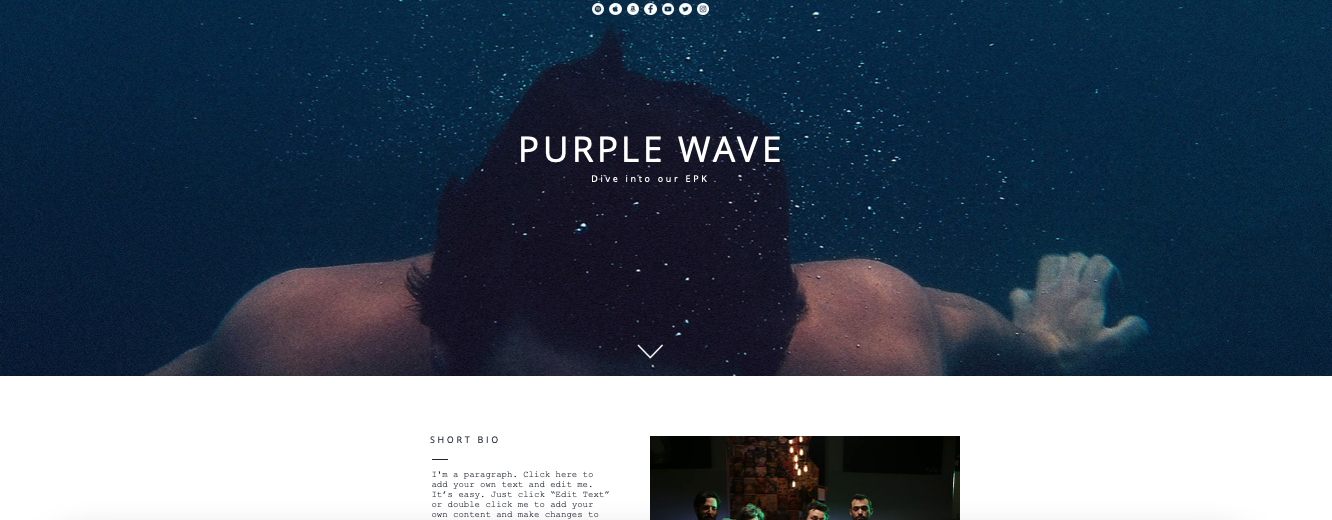 PURPLE WAVE
Dive into our EPK
SHORT BIO
I'm a paragraph. Click here to
add your own text and edit me.
It’s easy. Just click “Edit Text”
or double click me to add your
own content and make changes to